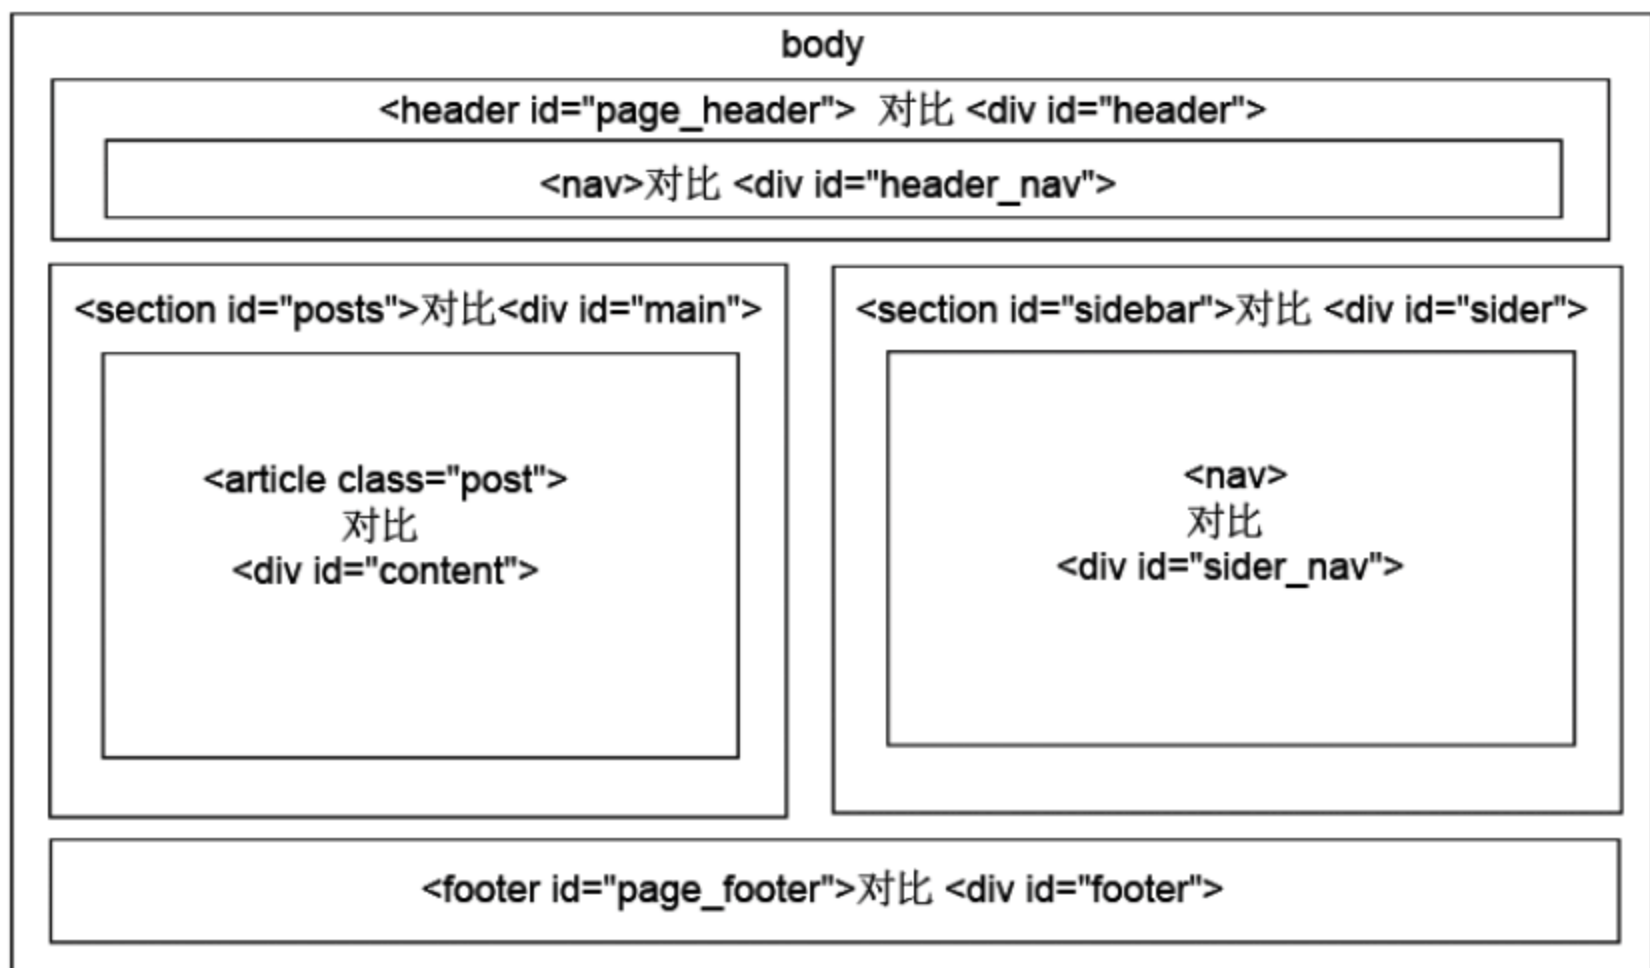 body
<header id="page_header">  对比 <div id="header">
<nav>对比 <div id="header_nav">
<section id="posts">对比<div id="main">
<article class="post">
对比
<div id="content">
<section id="sidebar">对比 <div id="sider">
<nav>
对比
<div id="sider_nav">
<footer id="page_footer">对比 <div id="footer">